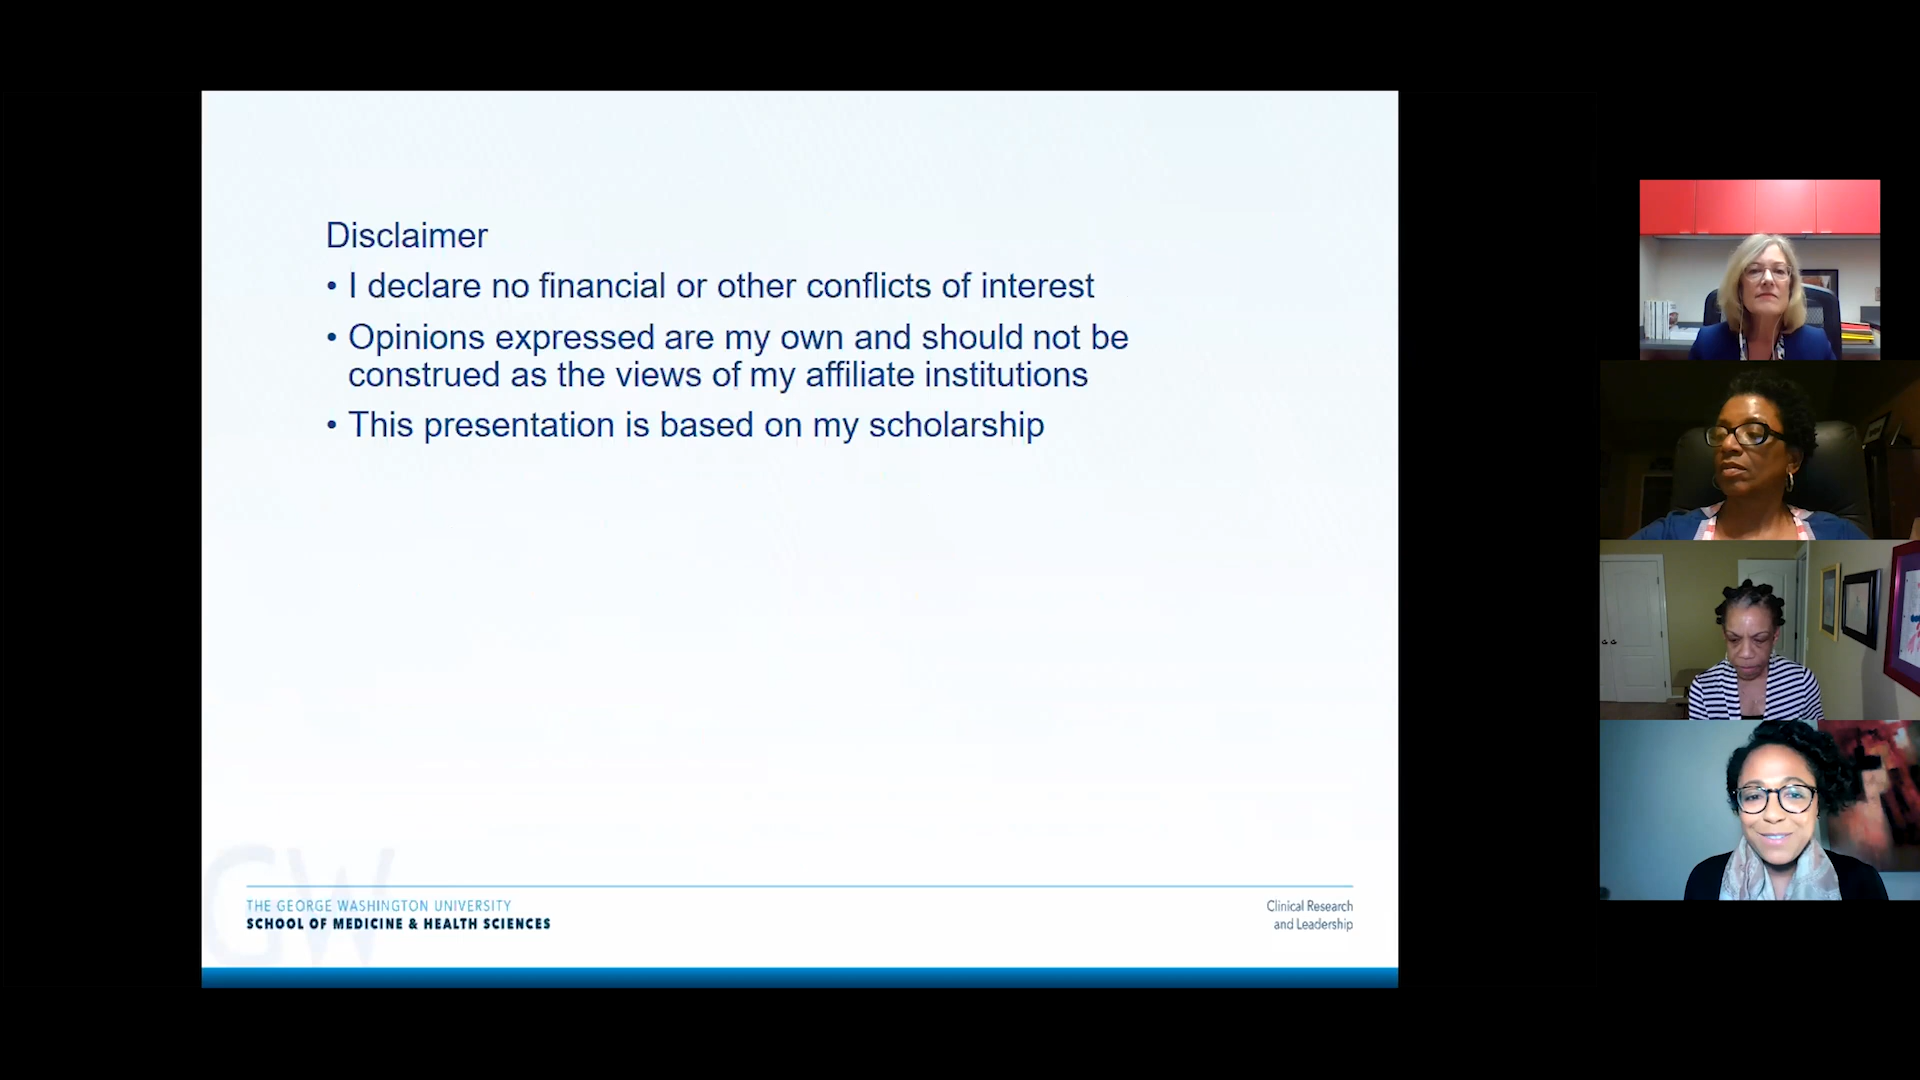 Disclaimer
• I declare no financial or other conflicts of interest
• Opinions expressed are my own and should not be
construed as the views of my affiliate institutions
• This presentation is based on my scholarship
GW
THE GEORGE WASHINGTON UNIVERSITY
SCHOOL OF MEDICINE & HEALTH SCIENCES
Clinical Research
and Leadership